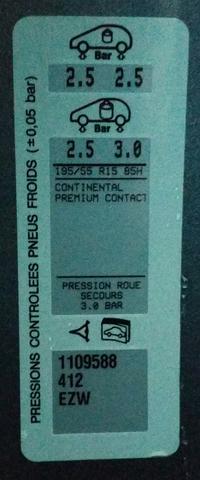 PRESSIONS CONTROLEES PNEUS FROIDS (±0,05 bar)
Bar
2.5 2.5
Bar
2.5 3.0
195/55 R15 85H
CONTINENTAL
PREMIUM CONTACT
PRESSION ROUE
SECOURS
3.0 BAR
1109588
412
EZW